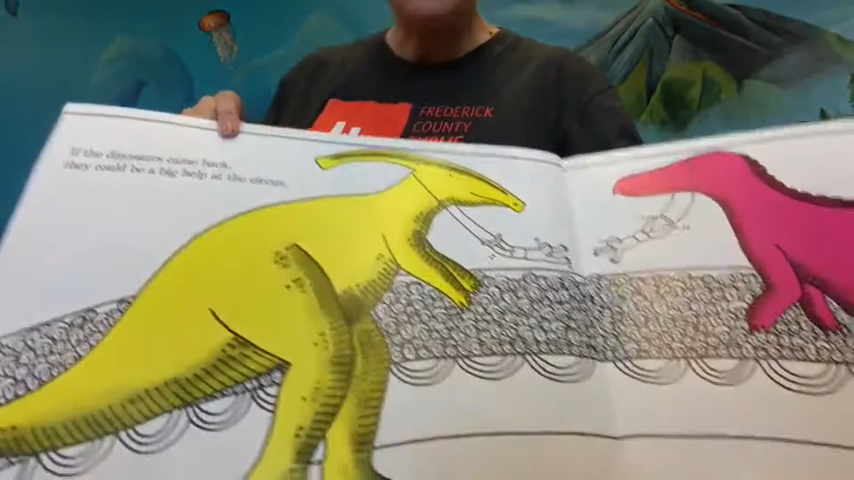 If the dinosaurs came back,
they could be a big help at the circus.
FREDERICK
COUNTY